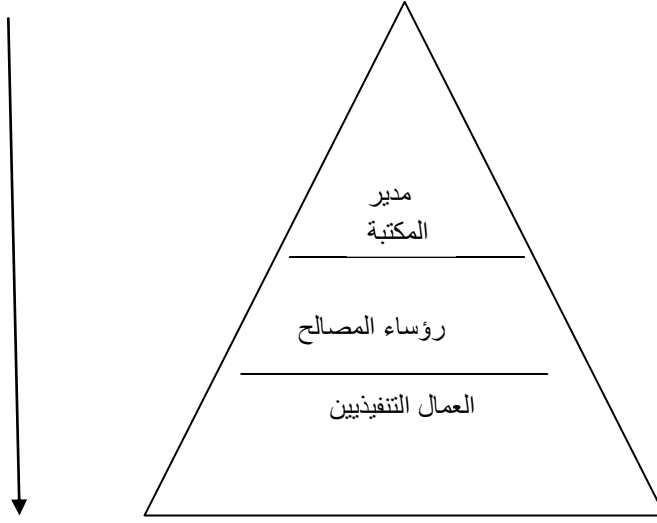 مدير
المكتبة
رؤساء المصالح
العمال التنفيذيين